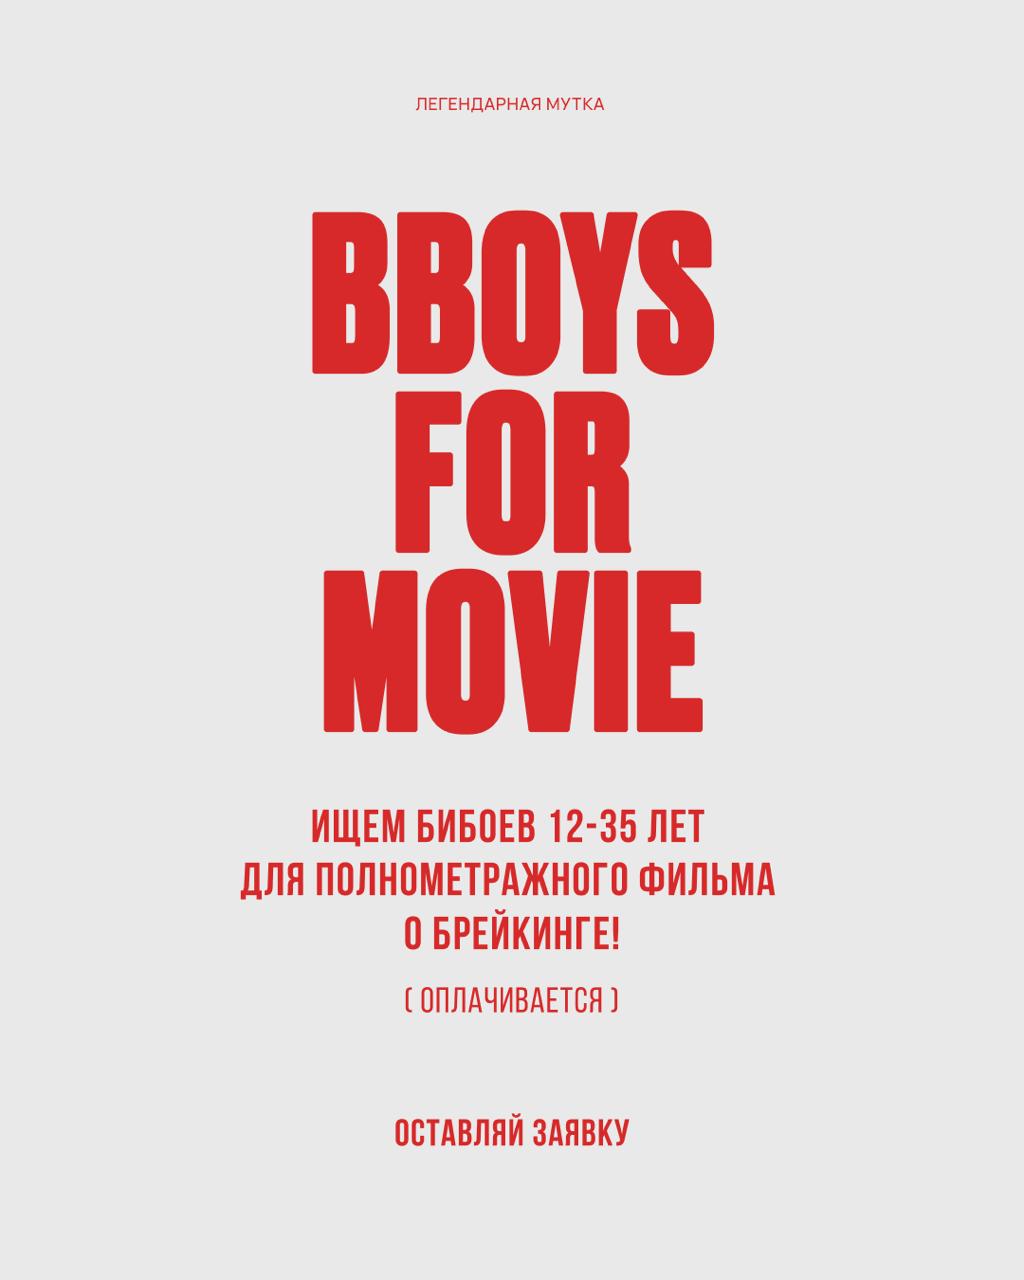 ЛЕГЕНДАРНАЯ МУТКА
BBOYS
FOR
MOVIE
ИЩЕМ БИБОЕВ 12-35 ЛЕТ
ДЛЯ ПОЛНОМЕТРАЖНОГО ФИЛЬМА
О БРЕЙКИНГЕ!
( ОПЛАЧИВАЕТСЯ )
ОСТАВЛЯЙ ЗАЯВКУ